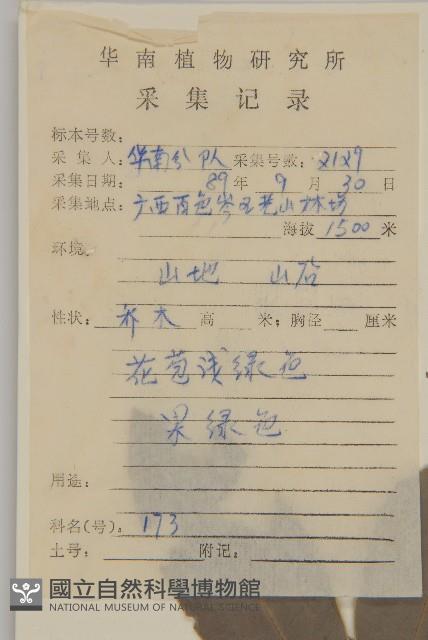 华南植物研究所
采集记录
标本号数:
采集人: 华南分队 采集号数: 2129
采集日期: 89年 9月 30日
采集地点: 广西百色岑王老山林场
海拔 1500 米
环境:
山地 山谷
性状: 乔木 高 米; 胸径 厘米
花苞浅绿色
果绿色
用途:
科名(号): 173
土号: 附记:
國立自然科學博物館
NATIONAL MUSEUM OF NATURAL SCIENCE